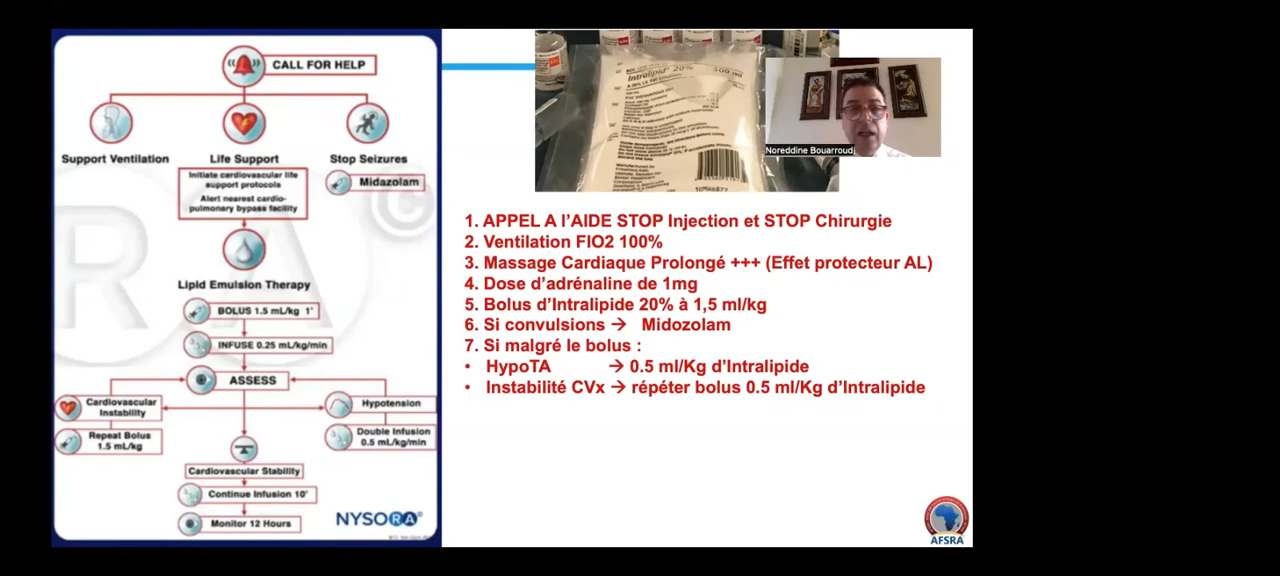 CALL FOR HELP
Support Ventilation
Life Support
Stop Seizures
Initiate cardiovascular life
support protocols
Alert nearest cardio-
pulmonary bypass facility
Midazolam
Lipid Emulsion Therapy
BOLUS 1.5 mL/kg 1'
INFUSE 0.25 mL/kg/min
ASSESS
Cardiovascular
Instability
Repeat Bolus
1.5 mL/kg
Hypotension
Double Infusion
0.5 mL/kg/min
Cardiovascular Stability
Continue Infusion 10'
Monitor 12 Hours
NYSORA
Intralipid 20%
500 ml
Noreddine Bouarroudj
1. APPEL A l’AIDE STOP Injection et STOP Chirurgie
2. Ventilation FIO2 100%
3. Massage Cardiaque Prolongé +++ (Effet protecteur AL)
4. Dose d’adrénaline de 1mg
5. Bolus d’Intralipide 20% à 1,5 ml/kg
6. Si convulsions → Midozolam
7. Si malgré le bolus :
• HypoTA → 0.5 ml/Kg d’Intralipide
• Instabilité CVx → répéter bolus 0.5 ml/Kg d’Intralipide
AFSRA